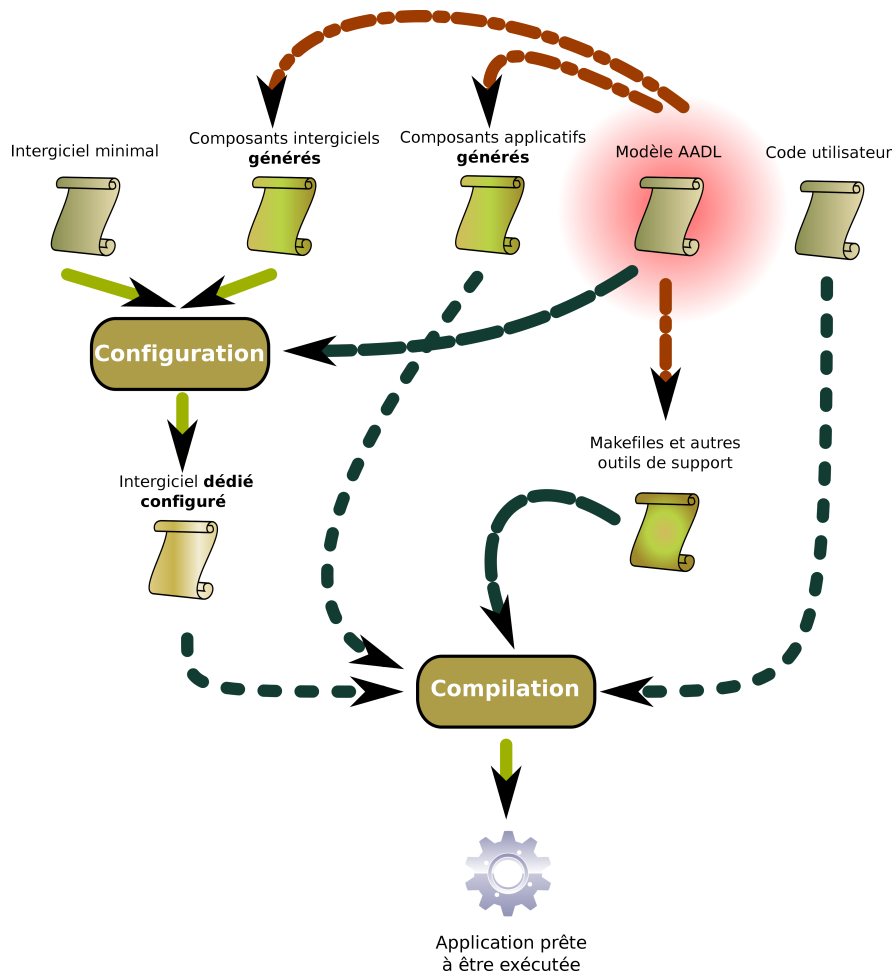 Intergiciel minimal
Composants intergiciels
générés
Composants applicatifs
générés
Modèle AADL
Code utilisateur
Configuration
Makefiles et autres
outils de support
Intergiciel dédié
configuré
Compilation
Application prête
à être exécutée